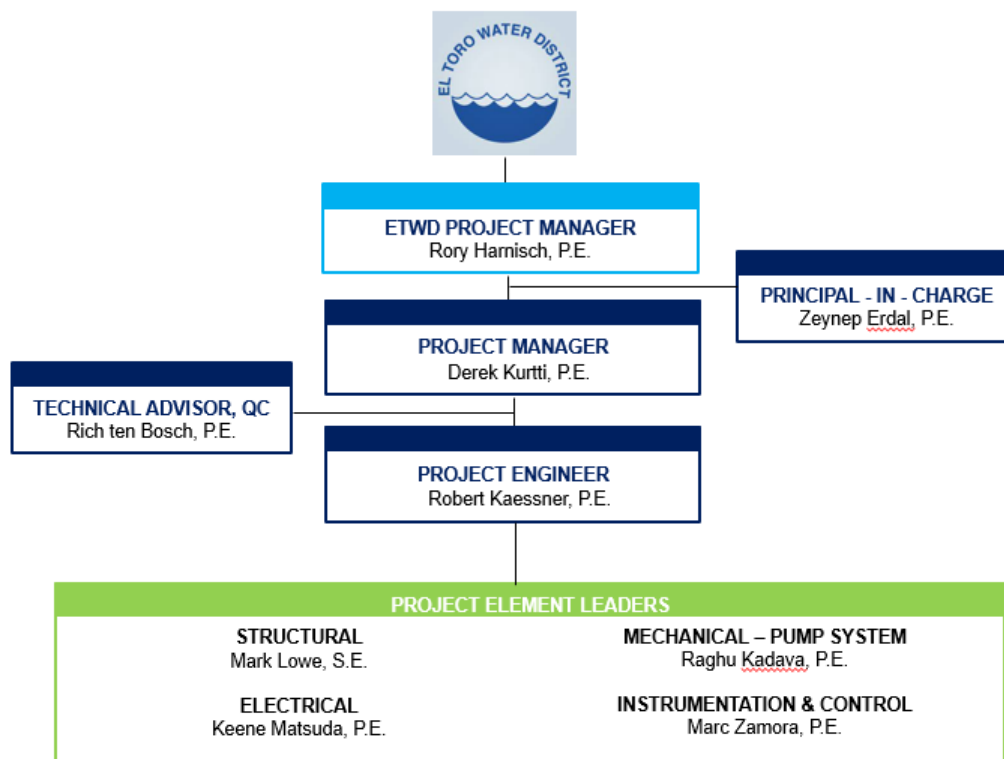 EL TORO WATER DISTRICT
ETWD PROJECT MANAGER
Rory Harnisch, P.E.
PRINCIPAL - IN - CHARGE
Zeynep Erdal, P.E.
PROJECT MANAGER
Derek Kurtti, P.E.
TECHNICAL ADVISOR, QC
Rich ten Bosch, P.E.
PROJECT ENGINEER
Robert Kaessner, P.E.
PROJECT ELEMENT LEADERS
STRUCTURAL
Mark Lowe, S.E.
MECHANICAL – PUMP SYSTEM
Raghu Kadava, P.E.
ELECTRICAL
Keene Matsuda, P.E.
INSTRUMENTATION & CONTROL
Marc Zamora, P.E.